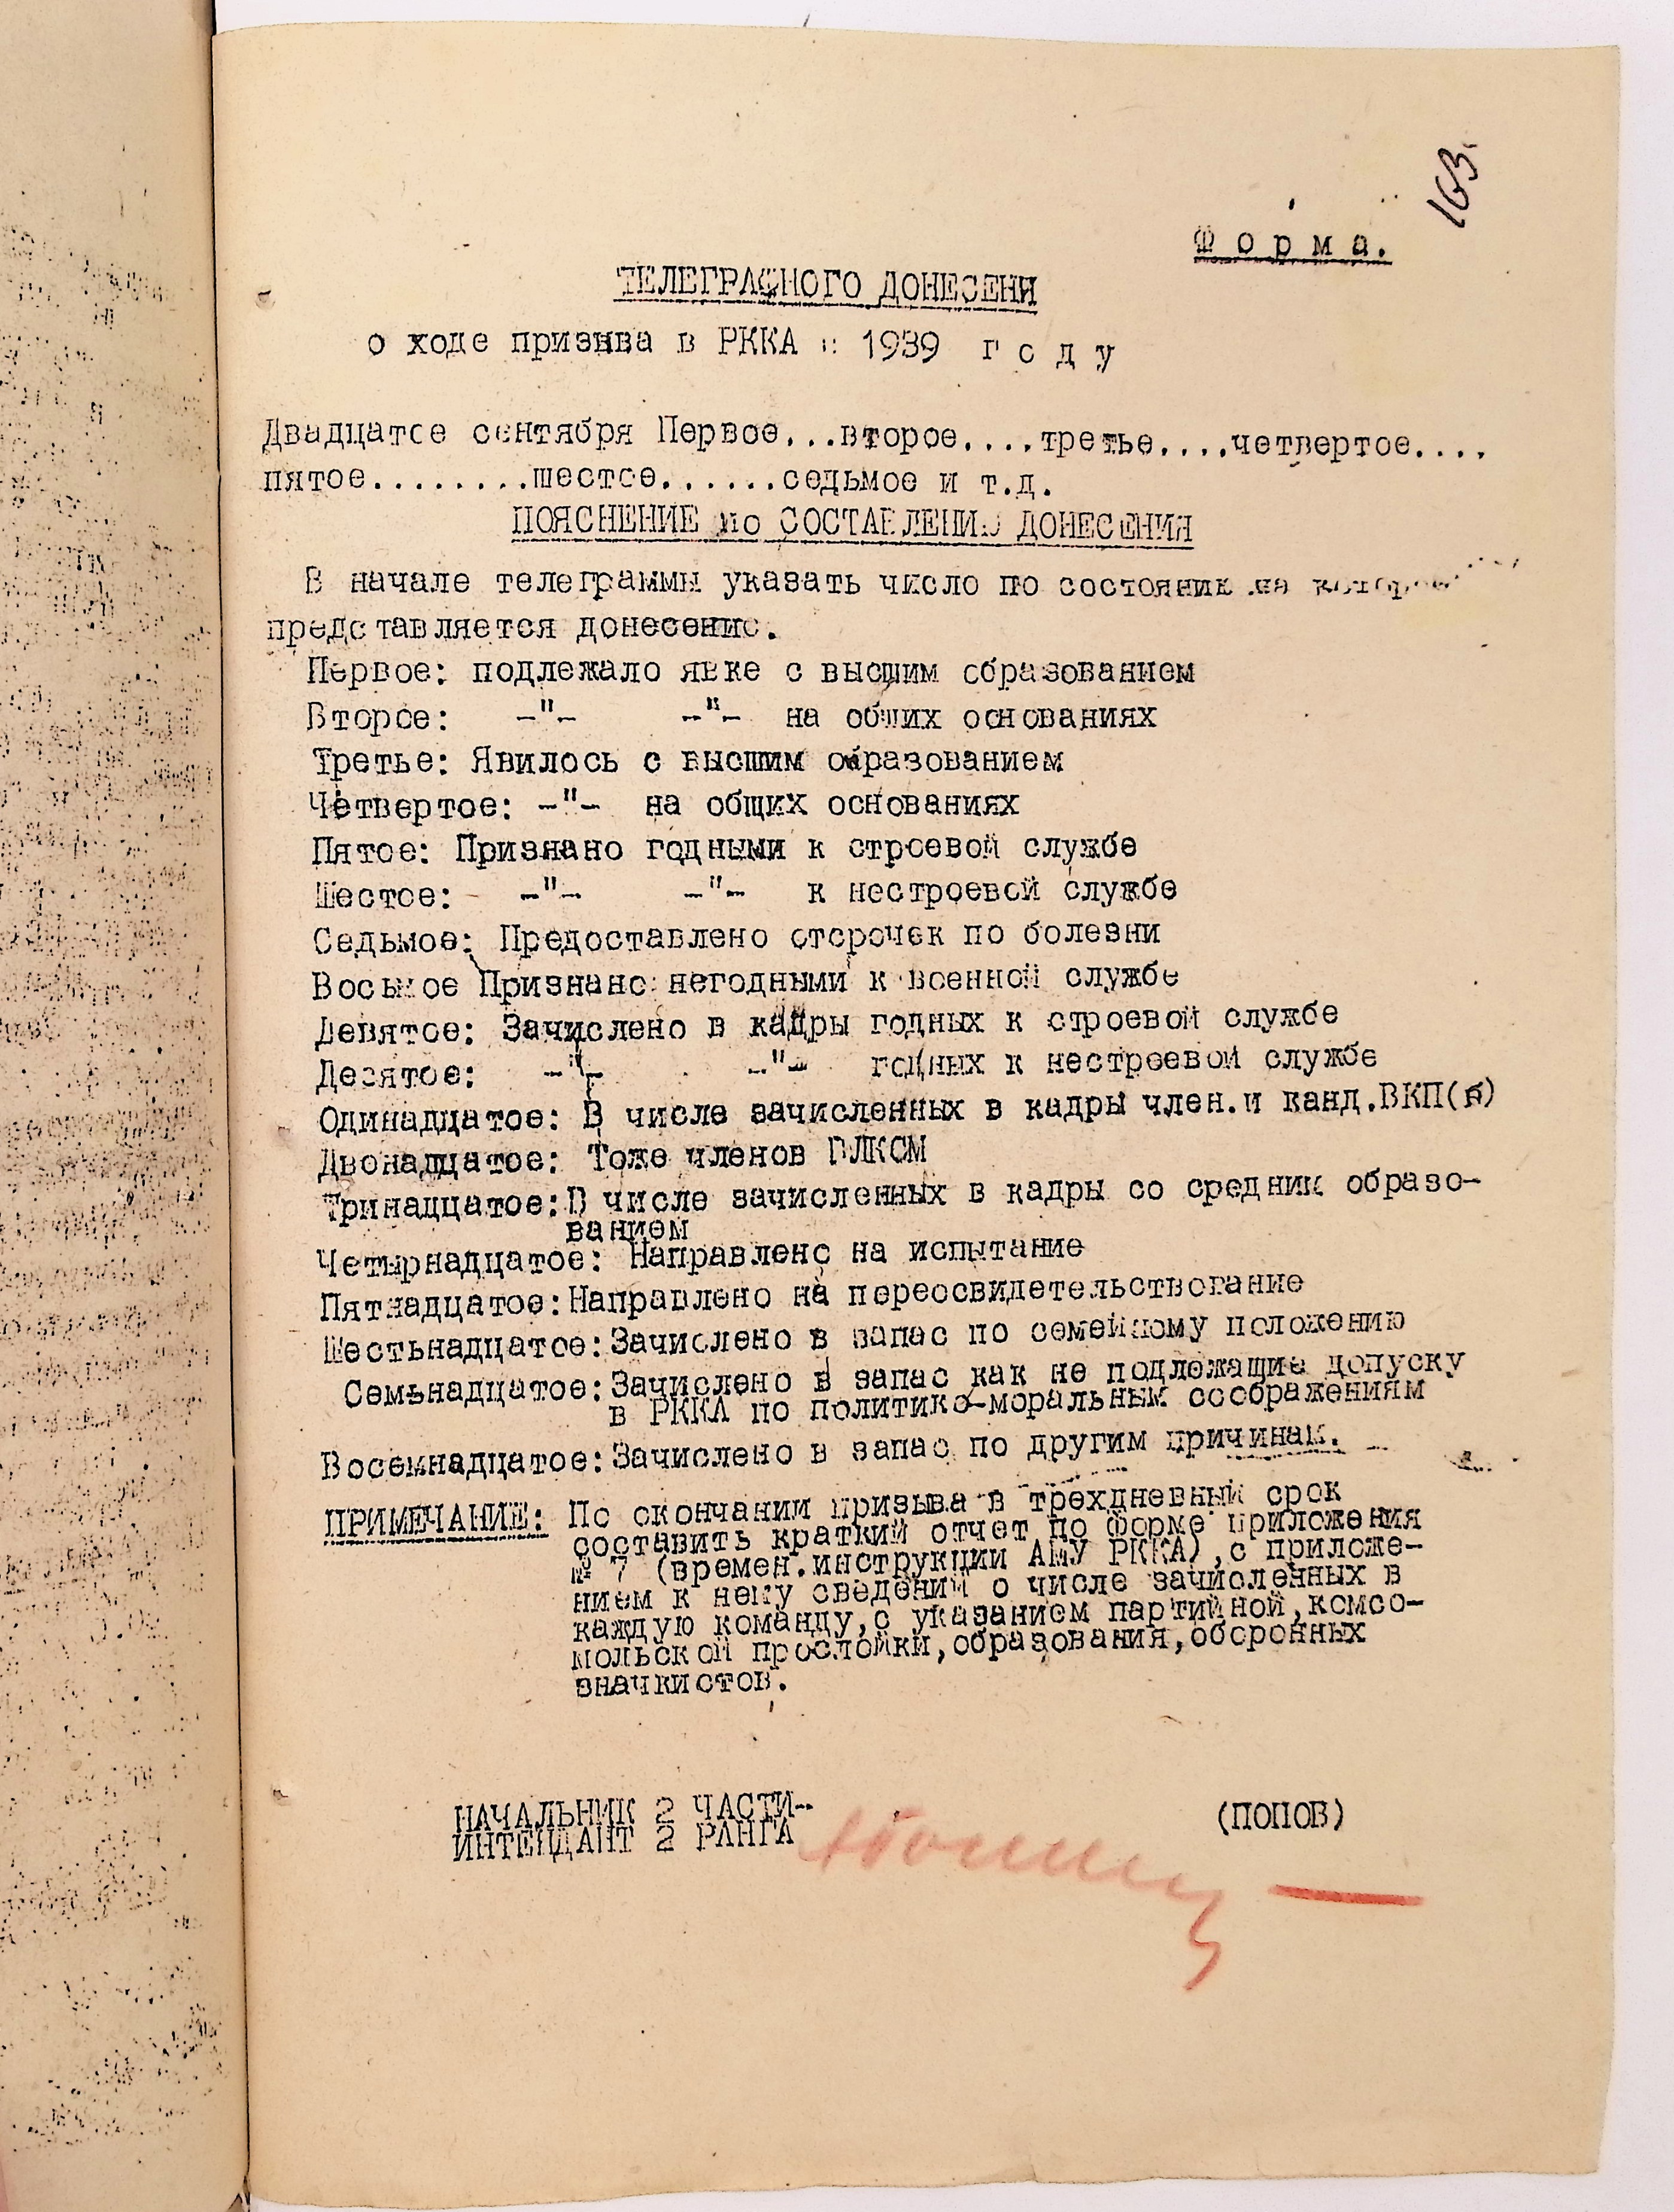 163.
Форма.
ТЕЛЕГРАФНОГО ДОНЕСЕНИ
о ходе призыва в РККА в 1939 году
Двадцатое сентября Первое...второе....третье....четвертое....
пятое........шестое......седьмое и т.д.
ПОЯСНЕНИЕ по СОСТАВЛЕНИЮ ДОНЕСЕНИЯ
В начале телеграммы указать число по состоянию на которое
представляется донесение.
Первое: подлежало явке с высшим образованием
Второе: -"- -"- на общих основаниях
Третье: Явилось с высшим образованием
Четвертое: -"- на общих основаниях
Пятое: Признано годными к строевой службе
Шестое: -"- -"- к нестроевой службе
Седьмое: Предоставлено отсрочек по болезни
Восьмое Признано негодными к военной службе
Девятое: Зачислено в кадры годных к строевой службе
Десятое: -"- -"- годных к нестроевой службе
Одинадцатое: В числе зачисленных в кадры член.и канд.ВКП(б)
Двонадцатое: Тоже членов ВЛКСМ
Тринадцатое: В числе зачисленных в кадры со средним образо-
ванием
Четырнадцатое: Направлено на испытание
Пятнадцатое: Направлено на переосвидетельствование
Шестьнадцатое: Зачислено в запас по семейному положению
Семьнадцатое: Зачислено в запас как не подлежащие допуску
в РККА по политико-моральным соображениям
Восемнадцатое: Зачислено в запас по другим причинам.
ПРИМЕЧАНИЕ: По окончании призыва в трехдневный срок
составить краткий отчет по форме приложения
№ 7 (времен.инструкции АМУ РККА), с приложе-
нием к нему сведений о числе зачисленных в
каждую команду, с указанием партийной, комсо-
мольской прослойки, образования, оборонных
значкистов.
НАЧАЛЬНИК 2 ЧАСТИ-
ИНТЕНДАНТ 2 РАНГА (ПОПОВ)